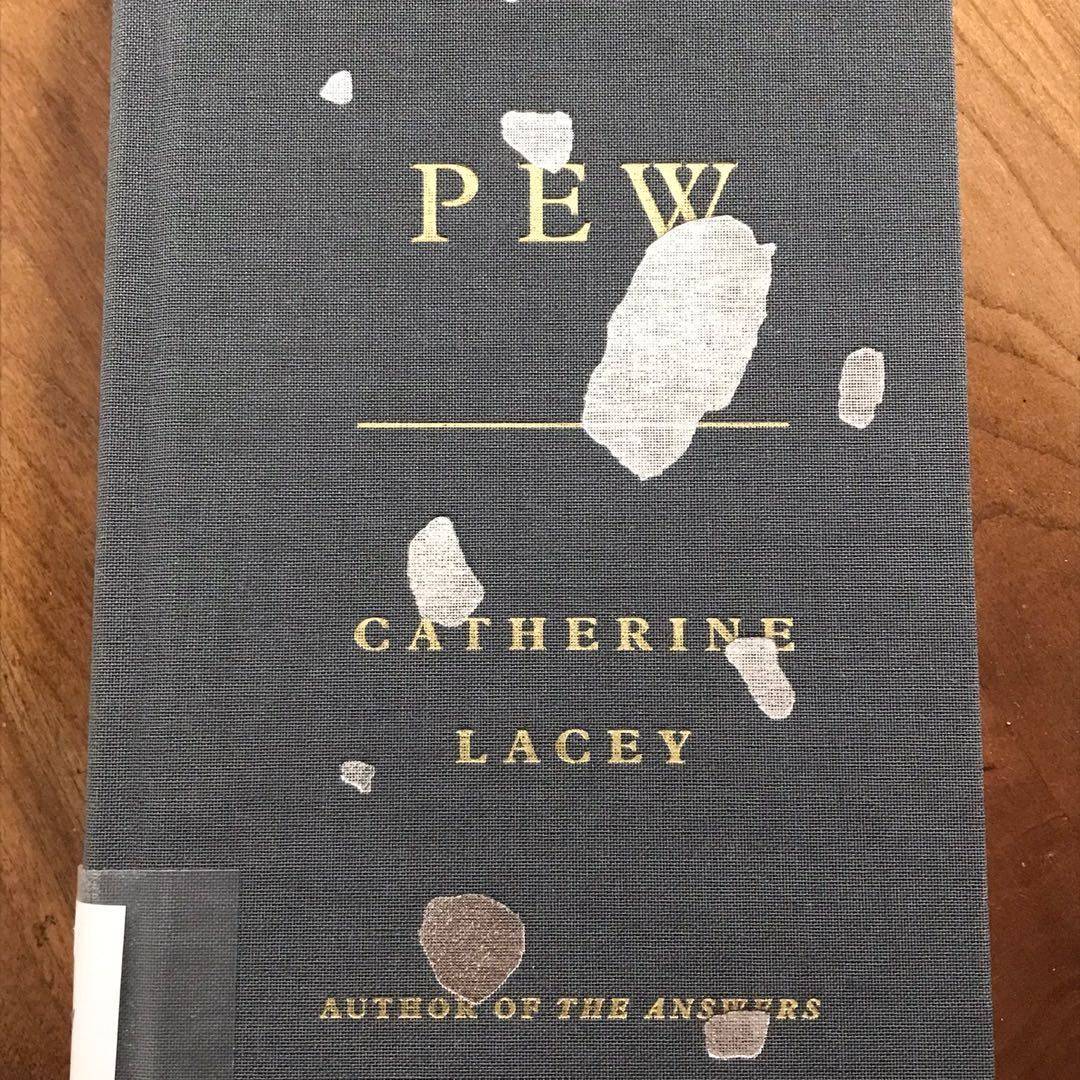 PEW
CATHERINE
LACEY
AUTHOR OF THE ANSWERS